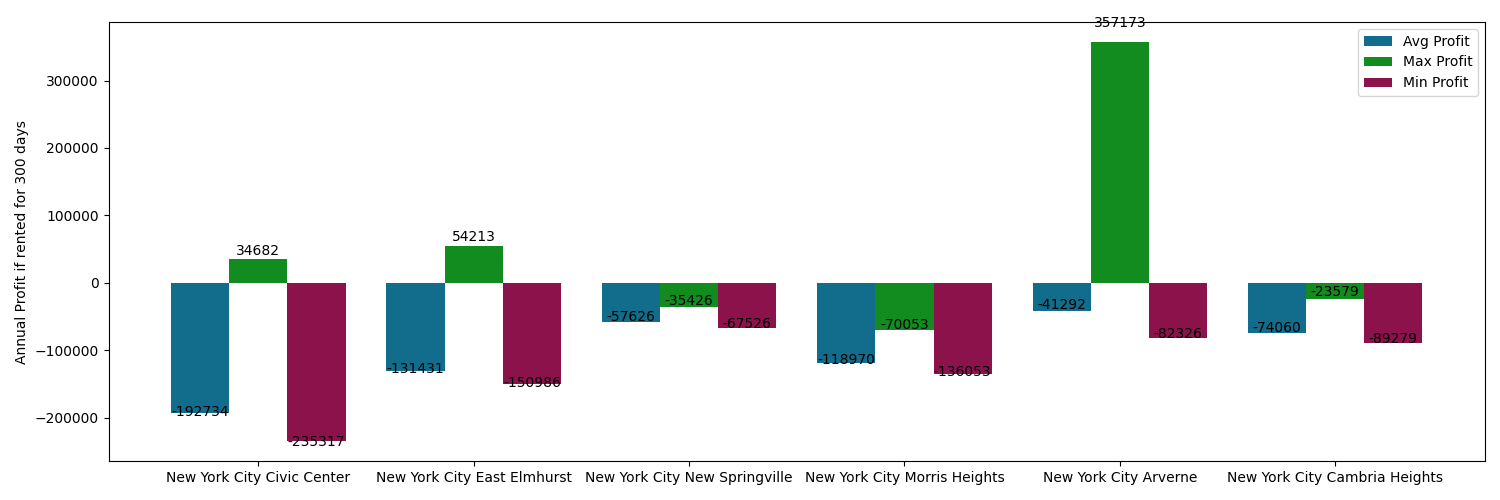 357173
Avg Profit
Max Profit
Min Profit
Annual Profit if rented for 300 days
300000
200000
100000
0
−100000
−200000
34682
54213
-192734
-235317
-131431
-150986
-57626
-35426
-67526
-118970
-70053
-136053
-41292
-82326
-74060
-23579
-89279
New York City Civic Center
New York City East Elmhurst
New York City New Springville
New York City Morris Heights
New York City Arverne
New York City Cambria Heights